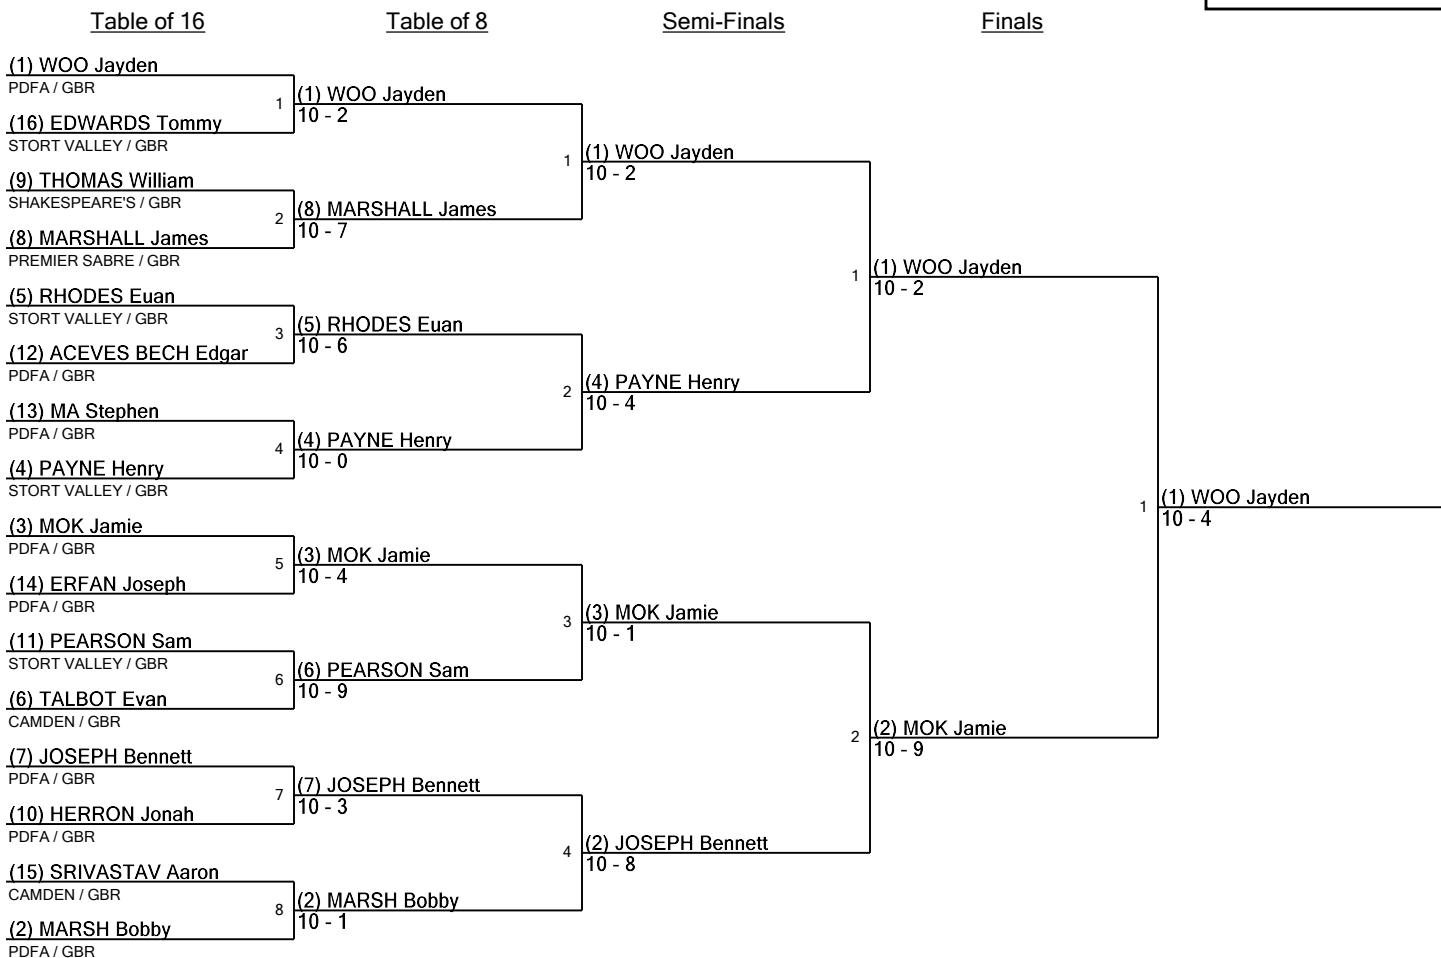 Table of 16
Table of 8
Semi-Finals
Finals
(1) WOO Jayden
PDFA / GBR
(16) EDWARDS Tommy
STORT VALLEY / GBR
(9) THOMAS William
SHAKESPEARE'S / GBR
(8) MARSHALL James
PREMIER SABRE / GBR
(5) RHODES Euan
STORT VALLEY / GBR
(12) ACEVES BECH Edgar
PDFA / GBR
(13) MA Stephen
PDFA / GBR
(4) PAYNE Henry
STORT VALLEY / GBR
(3) MOK Jamie
PDFA / GBR
(14) ERFAN Joseph
PDFA / GBR
(11) PEARSON Sam
STORT VALLEY / GBR
(6) TALBOT Evan
CAMDEN / GBR
(7) JOSEPH Bennett
PDFA / GBR
(10) HERRON Jonah
PDFA / GBR
(15) SRIVASTAV Aaron
CAMDEN / GBR
(2) MARSH Bobby
PDFA / GBR
1
(1) WOO Jayden
10 - 2
2
(8) MARSHALL James
10 - 7
3
(5) RHODES Euan
10 - 6
4
(4) PAYNE Henry
10 - 0
5
(3) MOK Jamie
10 - 4
6
(6) PEARSON Sam
10 - 9
7
(7) JOSEPH Bennett
10 - 3
8
(2) MARSH Bobby
10 - 1
1
(1) WOO Jayden
10 - 2
2
(4) PAYNE Henry
10 - 4
3
(3) MOK Jamie
10 - 1
4
(2) JOSEPH Bennett
10 - 8
1
(1) WOO Jayden
10 - 2
2
(2) MOK Jamie
10 - 9
1
(1) WOO Jayden
10 - 4